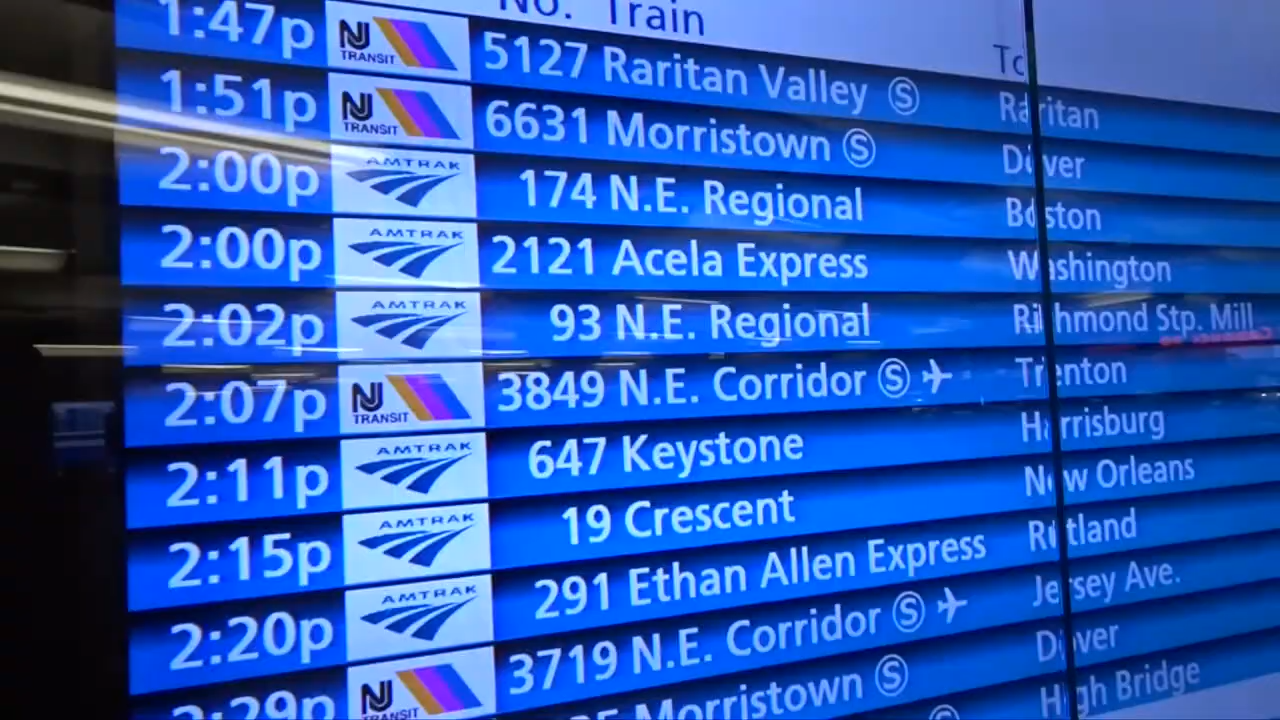 No. Train To
1:47p NJ TRANSIT 5127 Raritan Valley Ⓢ Raritan
1:51p NJ TRANSIT 6631 Morristown Ⓢ Dover
2:00p AMTRAK 174 N.E. Regional Boston
2:00p AMTRAK 2121 Acela Express Washington
2:02p AMTRAK 93 N.E. Regional Richmond Stp. Mill
2:07p NJ TRANSIT 3849 N.E. Corridor Ⓢ ✈ Trenton
2:11p AMTRAK 647 Keystone Harrisburg
2:15p AMTRAK 19 Crescent New Orleans
2:20p AMTRAK 291 Ethan Allen Express Rutland
2:29p NJ TRANSIT 3719 N.E. Corridor Ⓢ ✈ Jersey Ave.
Morristown Ⓢ Dover
Ⓢ High Bridge